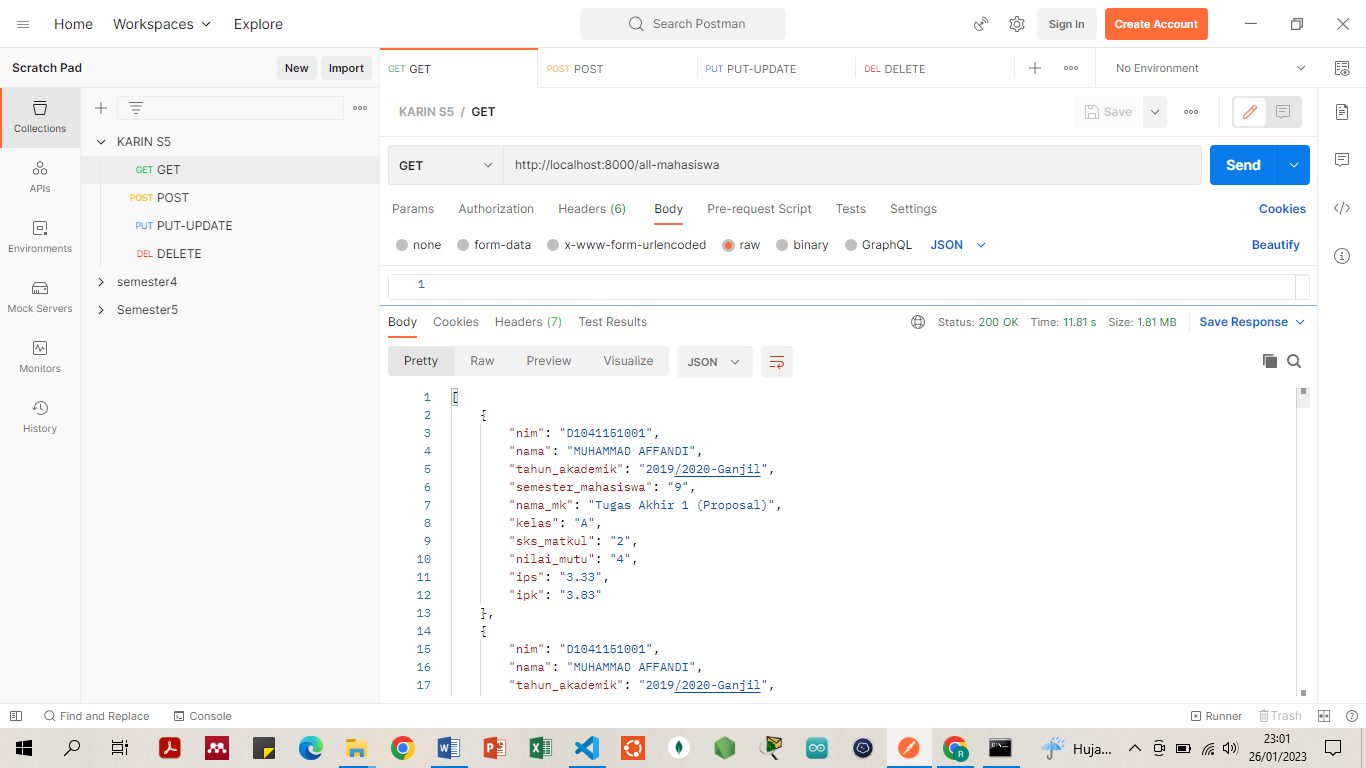 Home Workspaces Explore Search Postman Sign In Create Account
Scratch Pad New Import GET GET POST POST PUT PUT-UPDATE DEL DELETE No Environment
Collections
APIs
Environments
Mock Servers
Monitors
History
KARIN S5
GET GET
POST POST
PUT PUT-UPDATE
DEL DELETE
semester4
Semester5
KARIN S5 / GET Save
GET http://localhost:8000/all-mahasiswa Send
Params Authorization Headers (6) Body Pre-request Script Tests Settings Cookies
none form-data x-www-form-urlencoded raw binary GraphQL JSON Beautify
1
Body Cookies Headers (7) Test Results Status: 200 OK Time: 11.81 s Size: 1.81 MB Save Response
Pretty Raw Preview Visualize JSON
1 [
2 {
3 "nim": "D1041151001",
4 "nama": "MUHAMMAD AFFANDI",
5 "tahun_akademik": "2019/2020-Ganjil",
6 "semester_mahasiswa": "9",
7 "nama_mk": "Tugas Akhir 1 (Proposal)",
8 "kelas": "A",
9 "sks_matkul": "2",
10 "nilai_mutu": "4",
11 "ips": "3.33",
12 "ipk": "3.83"
13 },
14 {
15 "nim": "D1041151001",
16 "nama": "MUHAMMAD AFFANDI",
17 "tahun_akademik": "2019/2020-Ganjil",
Find and Replace Console Runner Trash
Huja... 23:01
26/01/2023